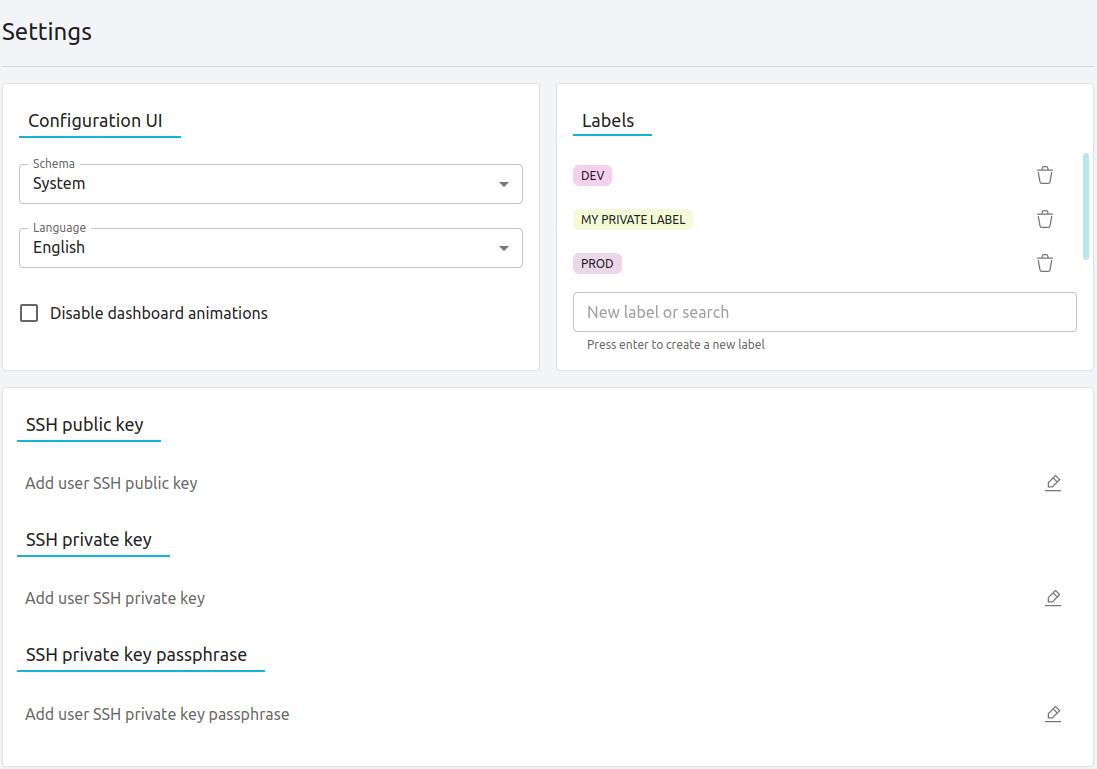 Settings
Configuration UI
Schema
System
Language
English
Disable dashboard animations
Labels
DEV
MY PRIVATE LABEL
PROD
New label or search
Press enter to create a new label
SSH public key
Add user SSH public key
SSH private key
Add user SSH private key
SSH private key passphrase
Add user SSH private key passphrase